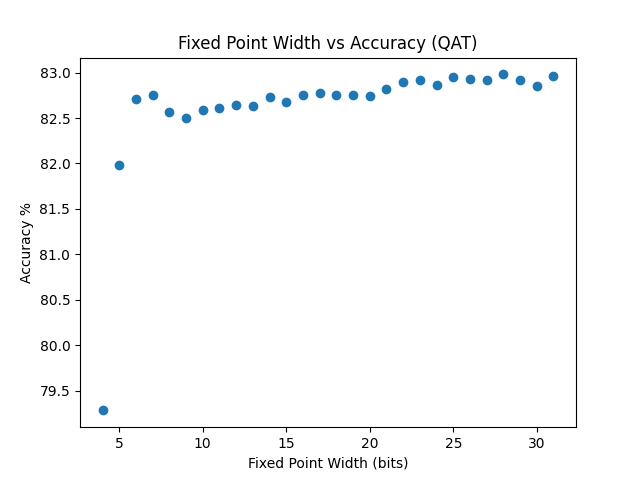 Fixed Point Width vs Accuracy (QAT)
83.0
82.5
82.0
81.5
81.0
80.5
80.0
79.5
Accuracy %
5 10 15 20 25 30
Fixed Point Width (bits)